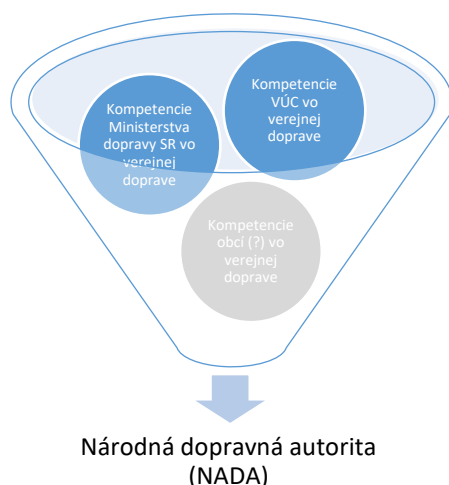 Kompetencie
Ministerstva
dopravy SR vo
verejnej
doprave
Kompetencie
VÚC vo
verejnej
doprave
Kompetencie
obcí (?) vo
verejnej
doprave
Národná dopravná autorita
(NADA)